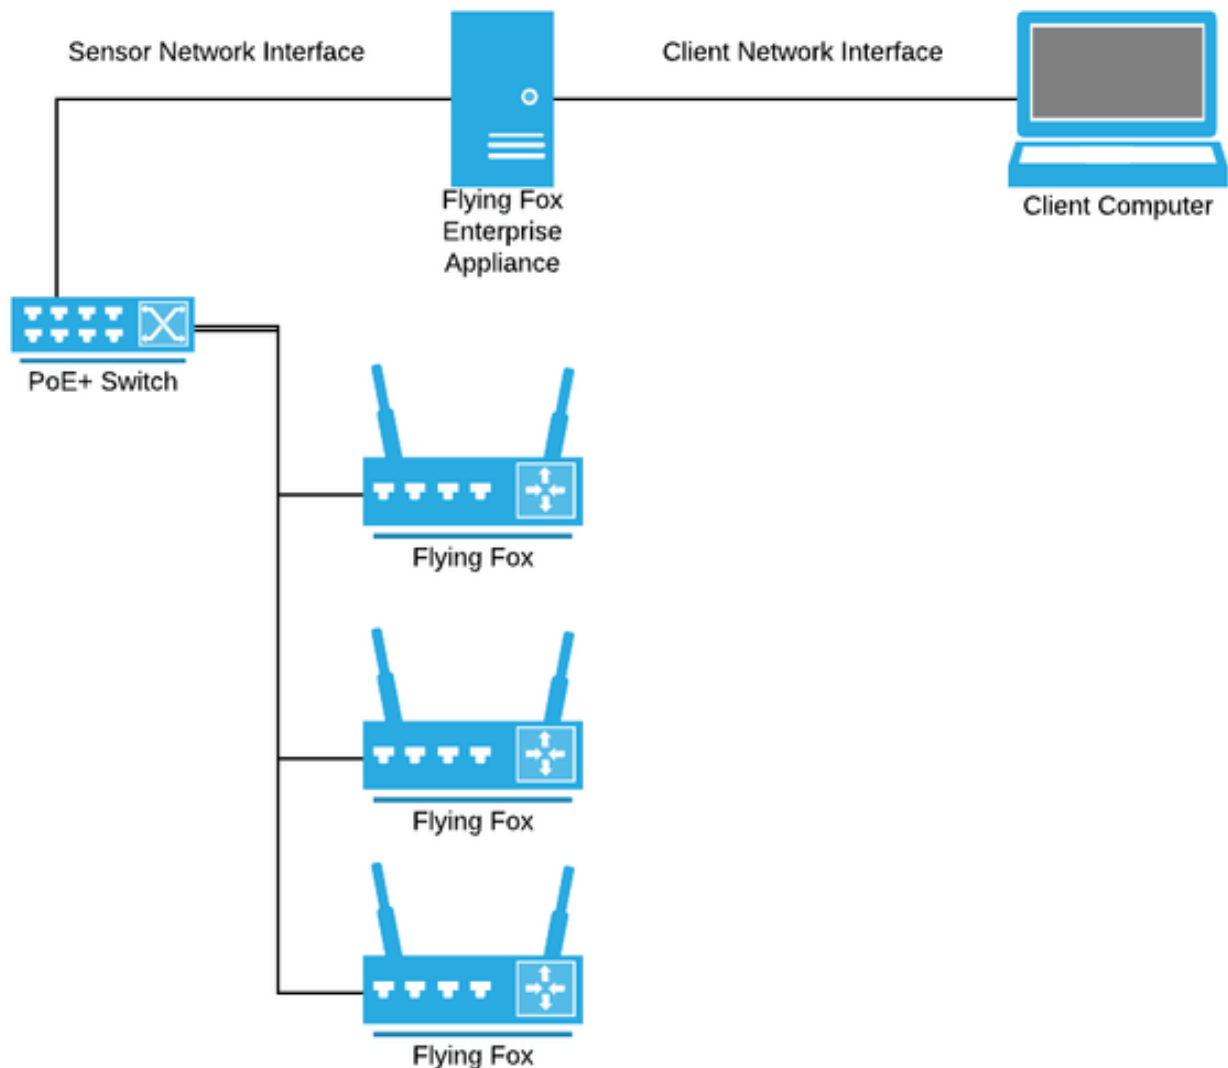 Sensor Network Interface
Client Network Interface
Flying Fox
Enterprise
Appliance
Client Computer
PoE+ Switch
Flying Fox
Flying Fox
Flying Fox